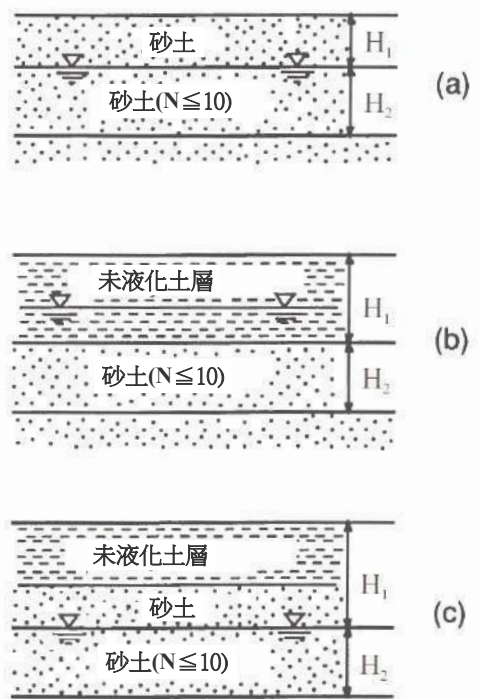 砂土
H₁
砂土(N≦10)
H₂
(a)
未液化土層
H₁
砂土(N≦10)
H₂
(b)
未液化土層
砂土
H₁
砂土(N≦10)
H₂
(c)